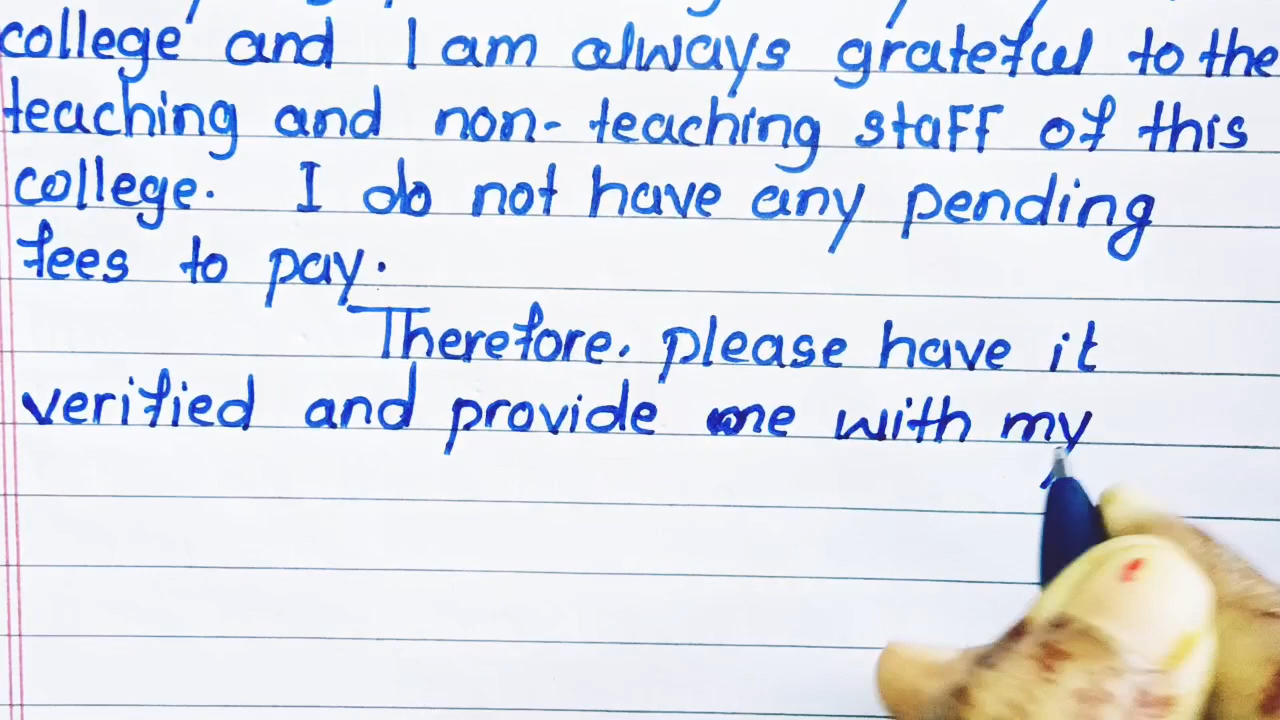 college and I am always grateful to the
teaching and non-teaching staff of this
college. I do not have any pending
fees to pay.
Therefore, please have it
verified and provide me with my